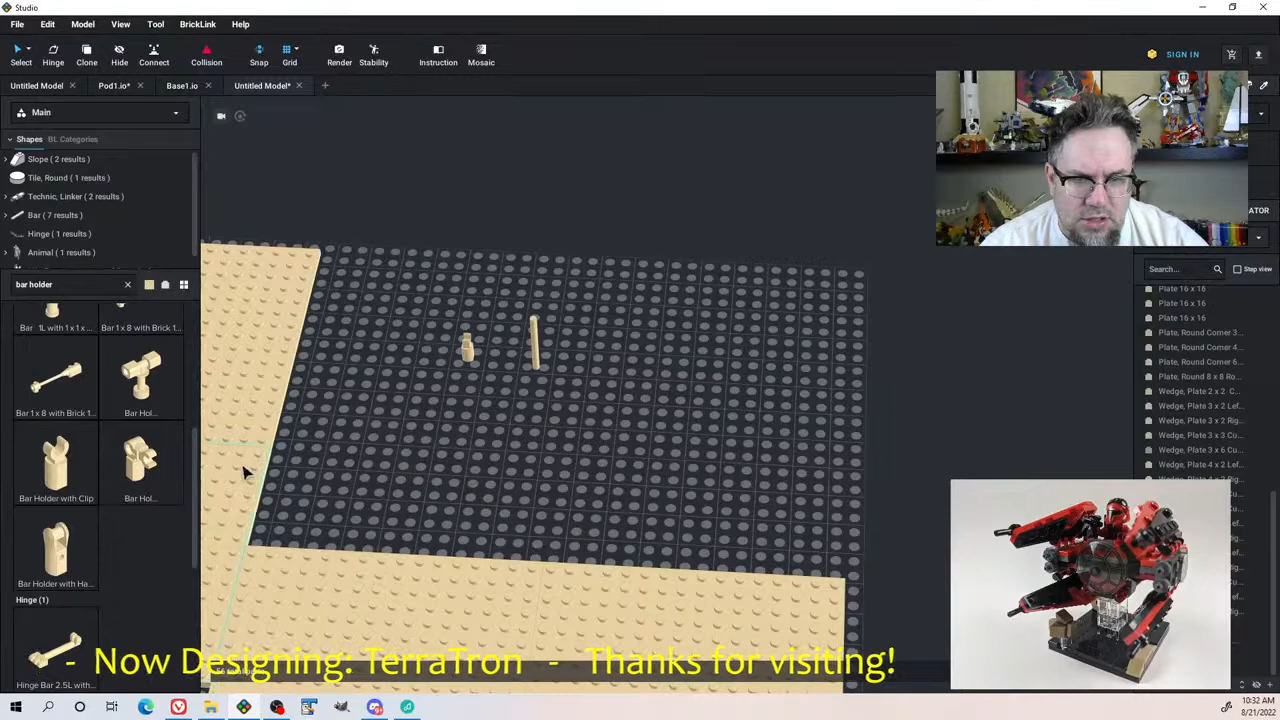 Studio
File Edit Model View Tool BrickLink Help
Select Hinge Clone Hide Connect Collision Snap Grid Render Stability Instruction Mosaic
SIGN IN
Untitled Model Pod1.io* Base1.io Untitled Model*
Main
Shapes BL Categories
Slope ( 2 results )
Tile, Round ( 1 results )
Technic, Linker ( 2 results )
Bar ( 7 results )
Hinge ( 1 results )
Animal ( 1 results )
bar holder
Bar 1L with 1 x 1 x ... Bar 1 x 8 with Brick 1...
Bar 1 x 8 with Brick 1... Bar Hol...
Bar Holder with Clip Bar Hol...
Bar Holder with Ha...
Hinge (1)
Hinge Bar 2.5L with...
ATOR
Search... Step view
Plate 16 x 16
Plate 16 x 16
Plate 16 x 16
Plate, Round Corner 3...
Plate, Round Corner 4...
Plate, Round Corner 6...
Plate, Round 8 x 8 Ro...
Wedge, Plate 2 x 2 C...
Wedge, Plate 3 x 2 Lef...
Wedge, Plate 3 x 3 Cu...
Wedge, Plate 3 x 6 Cu...
Wedge, Plate 4 x 2 Lef...
- Now Designing: TerraTron - Thanks for visiting!
10:32 AM
8/21/2022